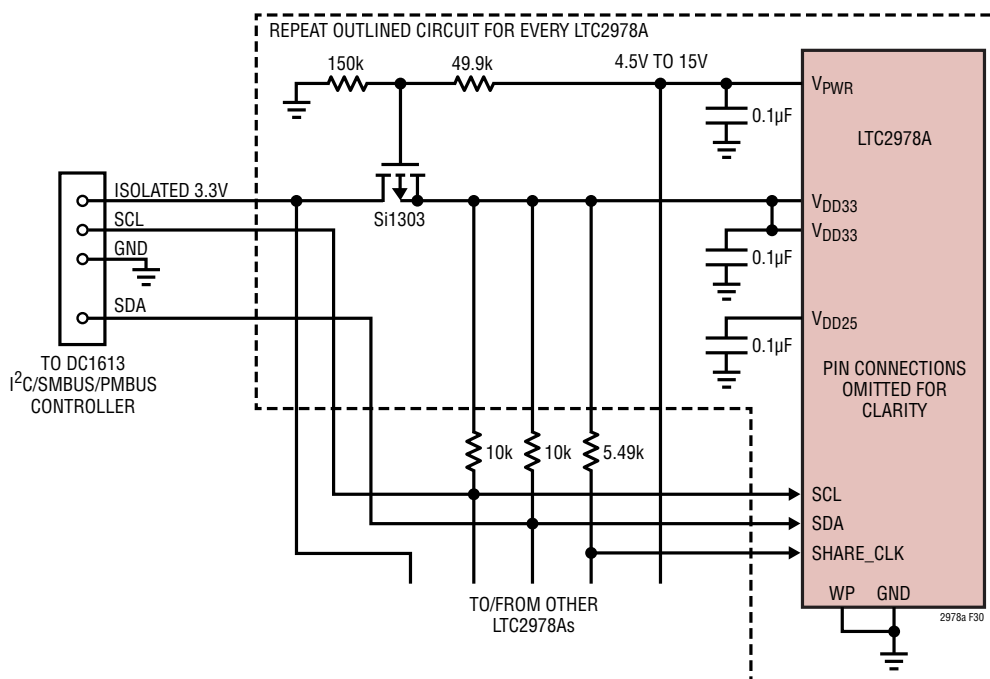 REPEAT OUTLINED CIRCUIT FOR EVERY LTC2978A
150k
49.9k
4.5V TO 15V
VPWR
0.1µF
LTC2978A
ISOLATED 3.3V
Si1303
VDD33
SCL
VDD33
GND
0.1µF
SDA
VDD25
0.1µF
TO DC1613
I2C/SMBUS/PMBUS
CONTROLLER
PIN CONNECTIONS
OMITTED FOR
CLARITY
10k
10k
5.49k
SCL
SDA
SHARE_CLK
TO/FROM OTHER
LTC2978As
WP
GND
2978a F30